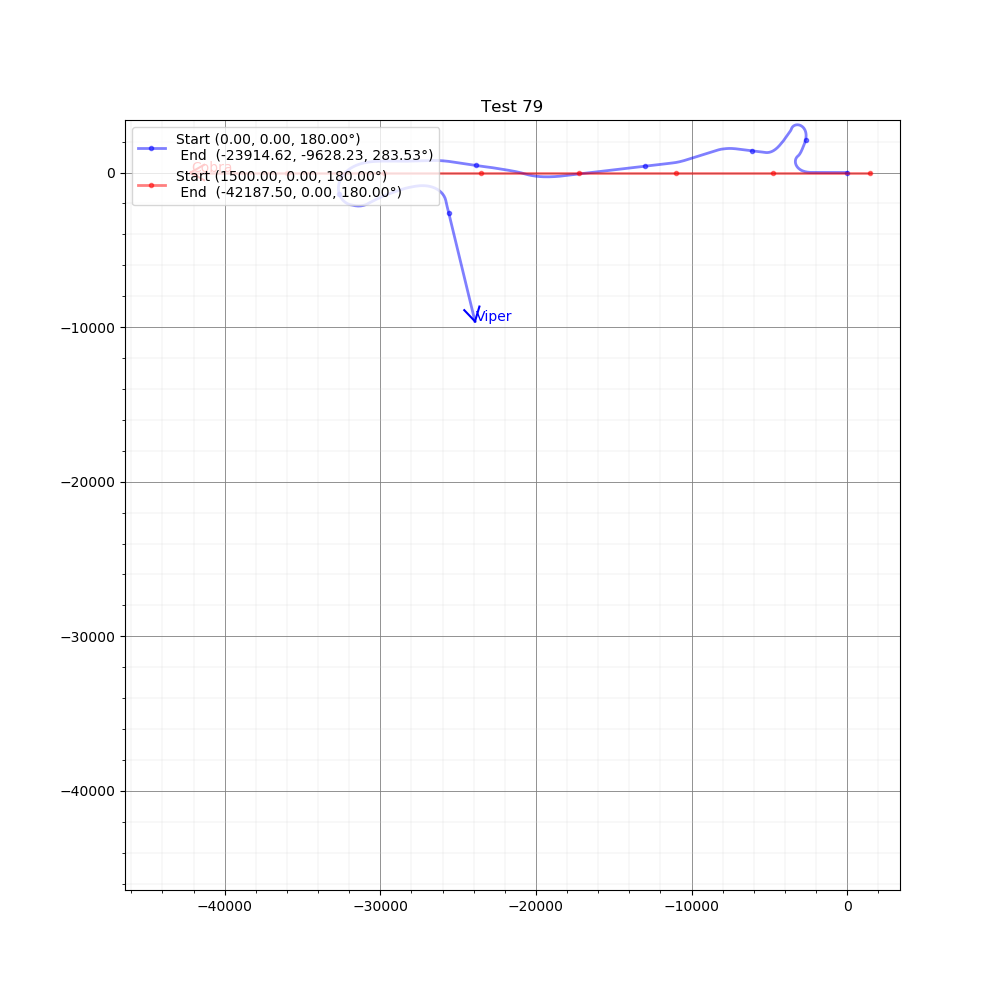 Test 79
Start (0.00, 0.00, 180.00°)
End (-23914.62, -9628.23, 283.53°)
Cobra
Start (1500.00, 0.00, 180.00°)
End (-42187.50, 0.00, 180.00°)
Viper
0
−10000
−20000
−30000
−40000
−40000
−30000
−20000
−10000
0